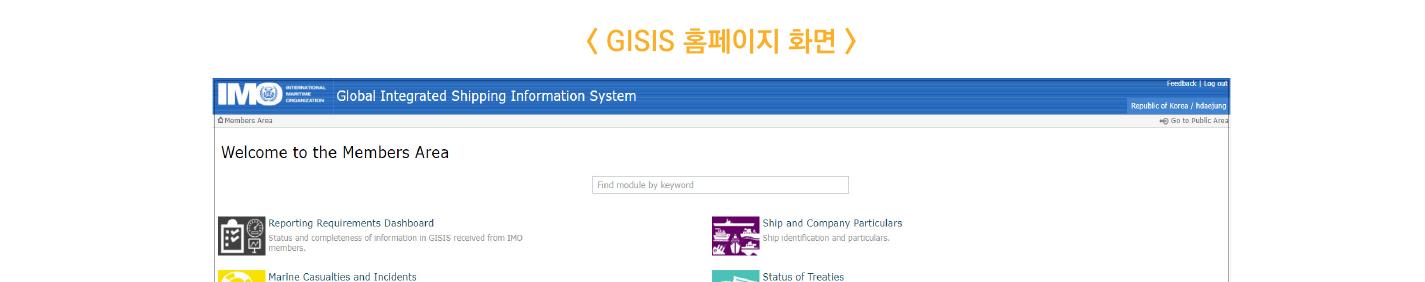 < GISIS 홈페이지 화면 >
IMO
INTERNATIONAL
MARITIME
ORGANIZATION
Global Integrated Shipping Information System
Feedback | Log out
Republic of Korea / hdaejung
Members Area
Go to Public Area
Welcome to the Members Area
Find module by keyword
Reporting Requirements Dashboard
Status and completeness of information in GISIS received from IMO
members.
Ship and Company Particulars
Ship identification and particulars.
Marine Casualties and Incidents
Status of Treaties